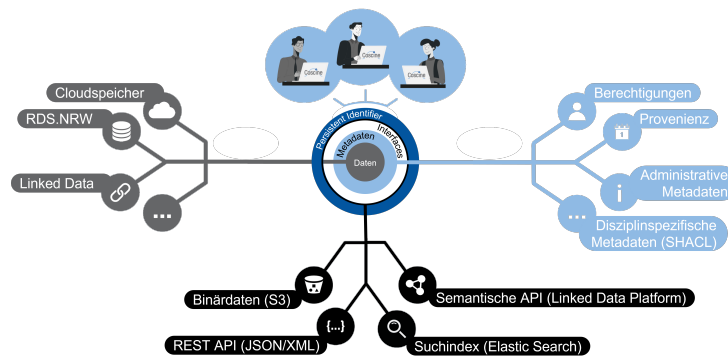 Coscine
Coscine
Coscine
Cloudspeicher
RDS.NRW
Linked Data
...
Persistent Identifier
Interfaces
Metadaten
Daten
Berechtigungen
1
Provenienz
i
Administrative
Metadaten
...
Disziplinspezifische
Metadaten (SHACL)
Binärdaten (S3)
Semantische API (Linked Data Platform)
REST API (JSON/XML)
{...}
Suchindex (Elastic Search)